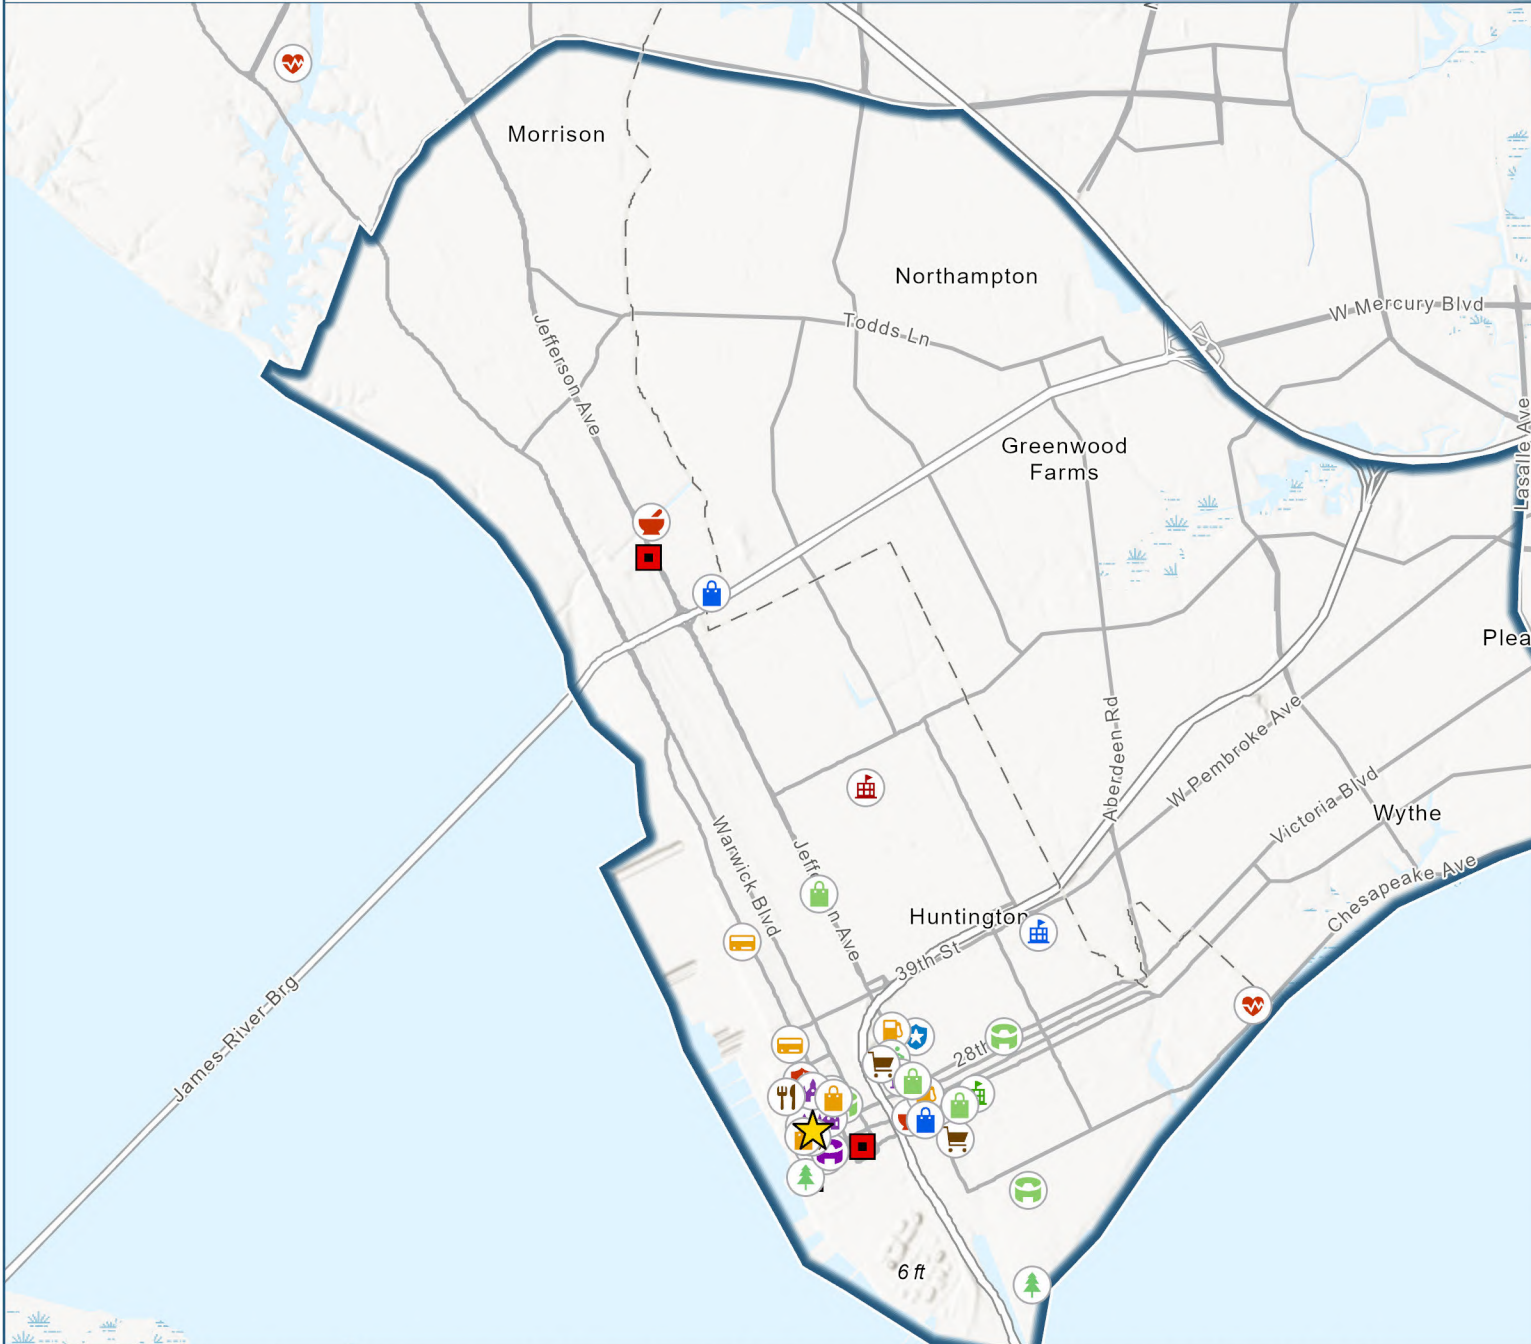 Morrison
Northampton
W Mercury Blvd
Todds Ln
Jefferson Ave
Lasalle Ave
Greenwood
Farms
Plea
Aberdeen Rd
W Pembroke Ave
Victoria Blvd
Wythe
Warwick Blvd
Jeffe n Ave
Chesapeake Ave
Huntington
39th St
James River Brg
28th
6 ft